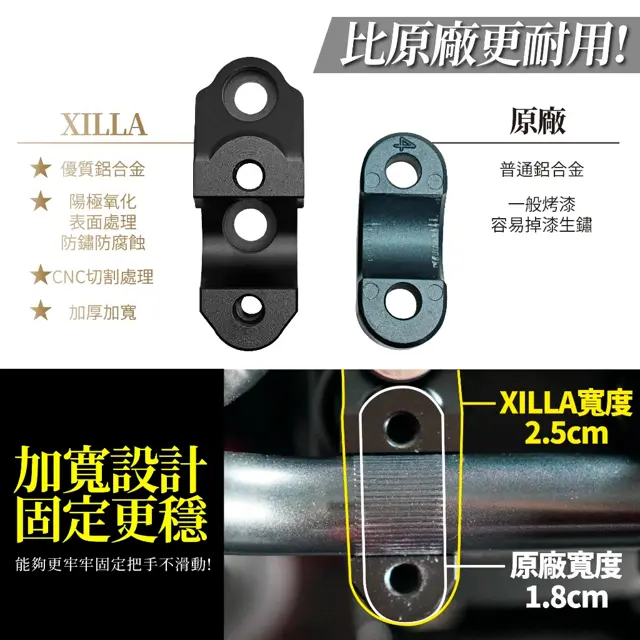 比原廠更耐用!
XILLA
優質鋁合金
陽極氧化
表面處理
防鏽防腐蝕
CNC切割處理
加厚加寬
原廠
4
普通鋁合金
一般烤漆
容易掉漆生鏽
加寬設計
固定更穩
能夠更牢牢固定把手不滑動!
XILLA寬度
2.5cm
原廠寬度
1.8cm